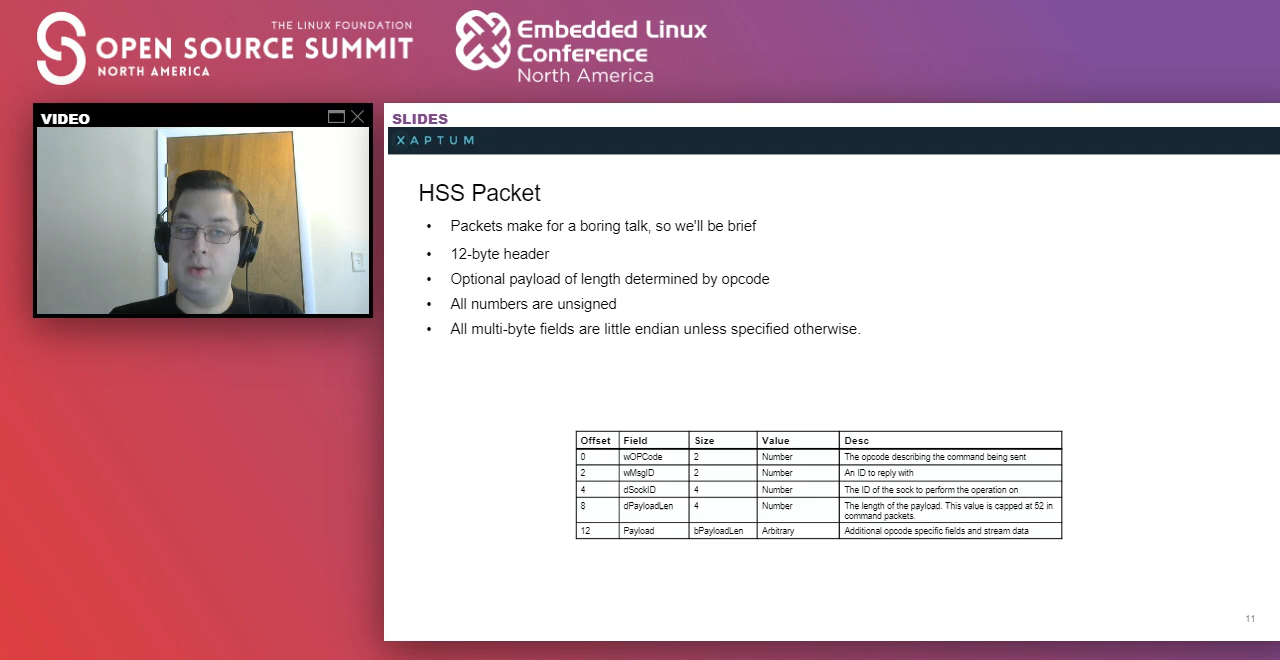 THE LINUX FOUNDATION
OPEN SOURCE SUMMIT
NORTH AMERICA
Embedded Linux
Conference
North America
VIDEO
SLIDES
XAPTUM
HSS Packet
• Packets make for a boring talk, so we'll be brief
• 12-byte header
• Optional payload of length determined by opcode
• All numbers are unsigned
• All multi-byte fields are little endian unless specified otherwise.
Offset Field Size Value Desc
0 wOPCode 2 Number The opcode describing the command being sent
2 wMsgID 2 Number An ID to reply with
4 dSockID 4 Number The ID of the sock to perform the operation on
8 dPayloadLen 4 Number The length of the payload. This value is capped at 52 in
command packets.
12 Payload bPayloadLen Arbitrary Additional opcode specific fields and stream data
11